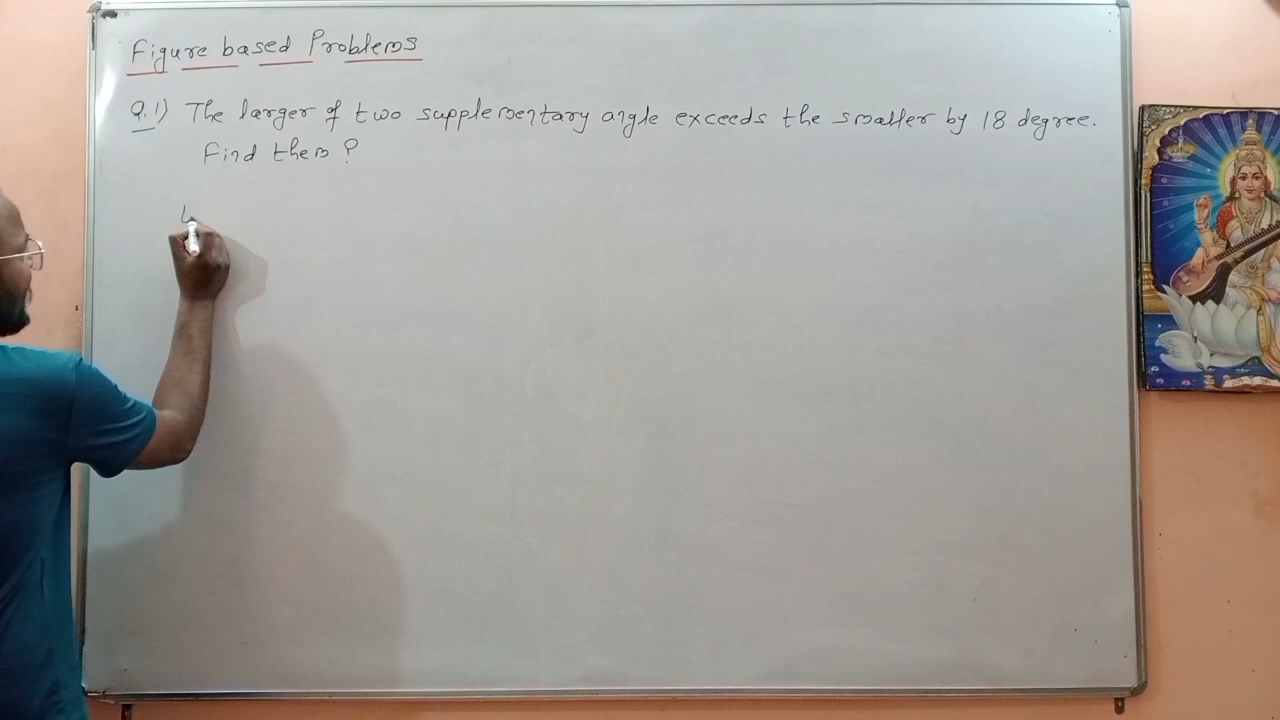 Figure based Problems
Q.1) The larger of two supplementary angle exceeds the smaller by 18 degree.
Find them ?
L